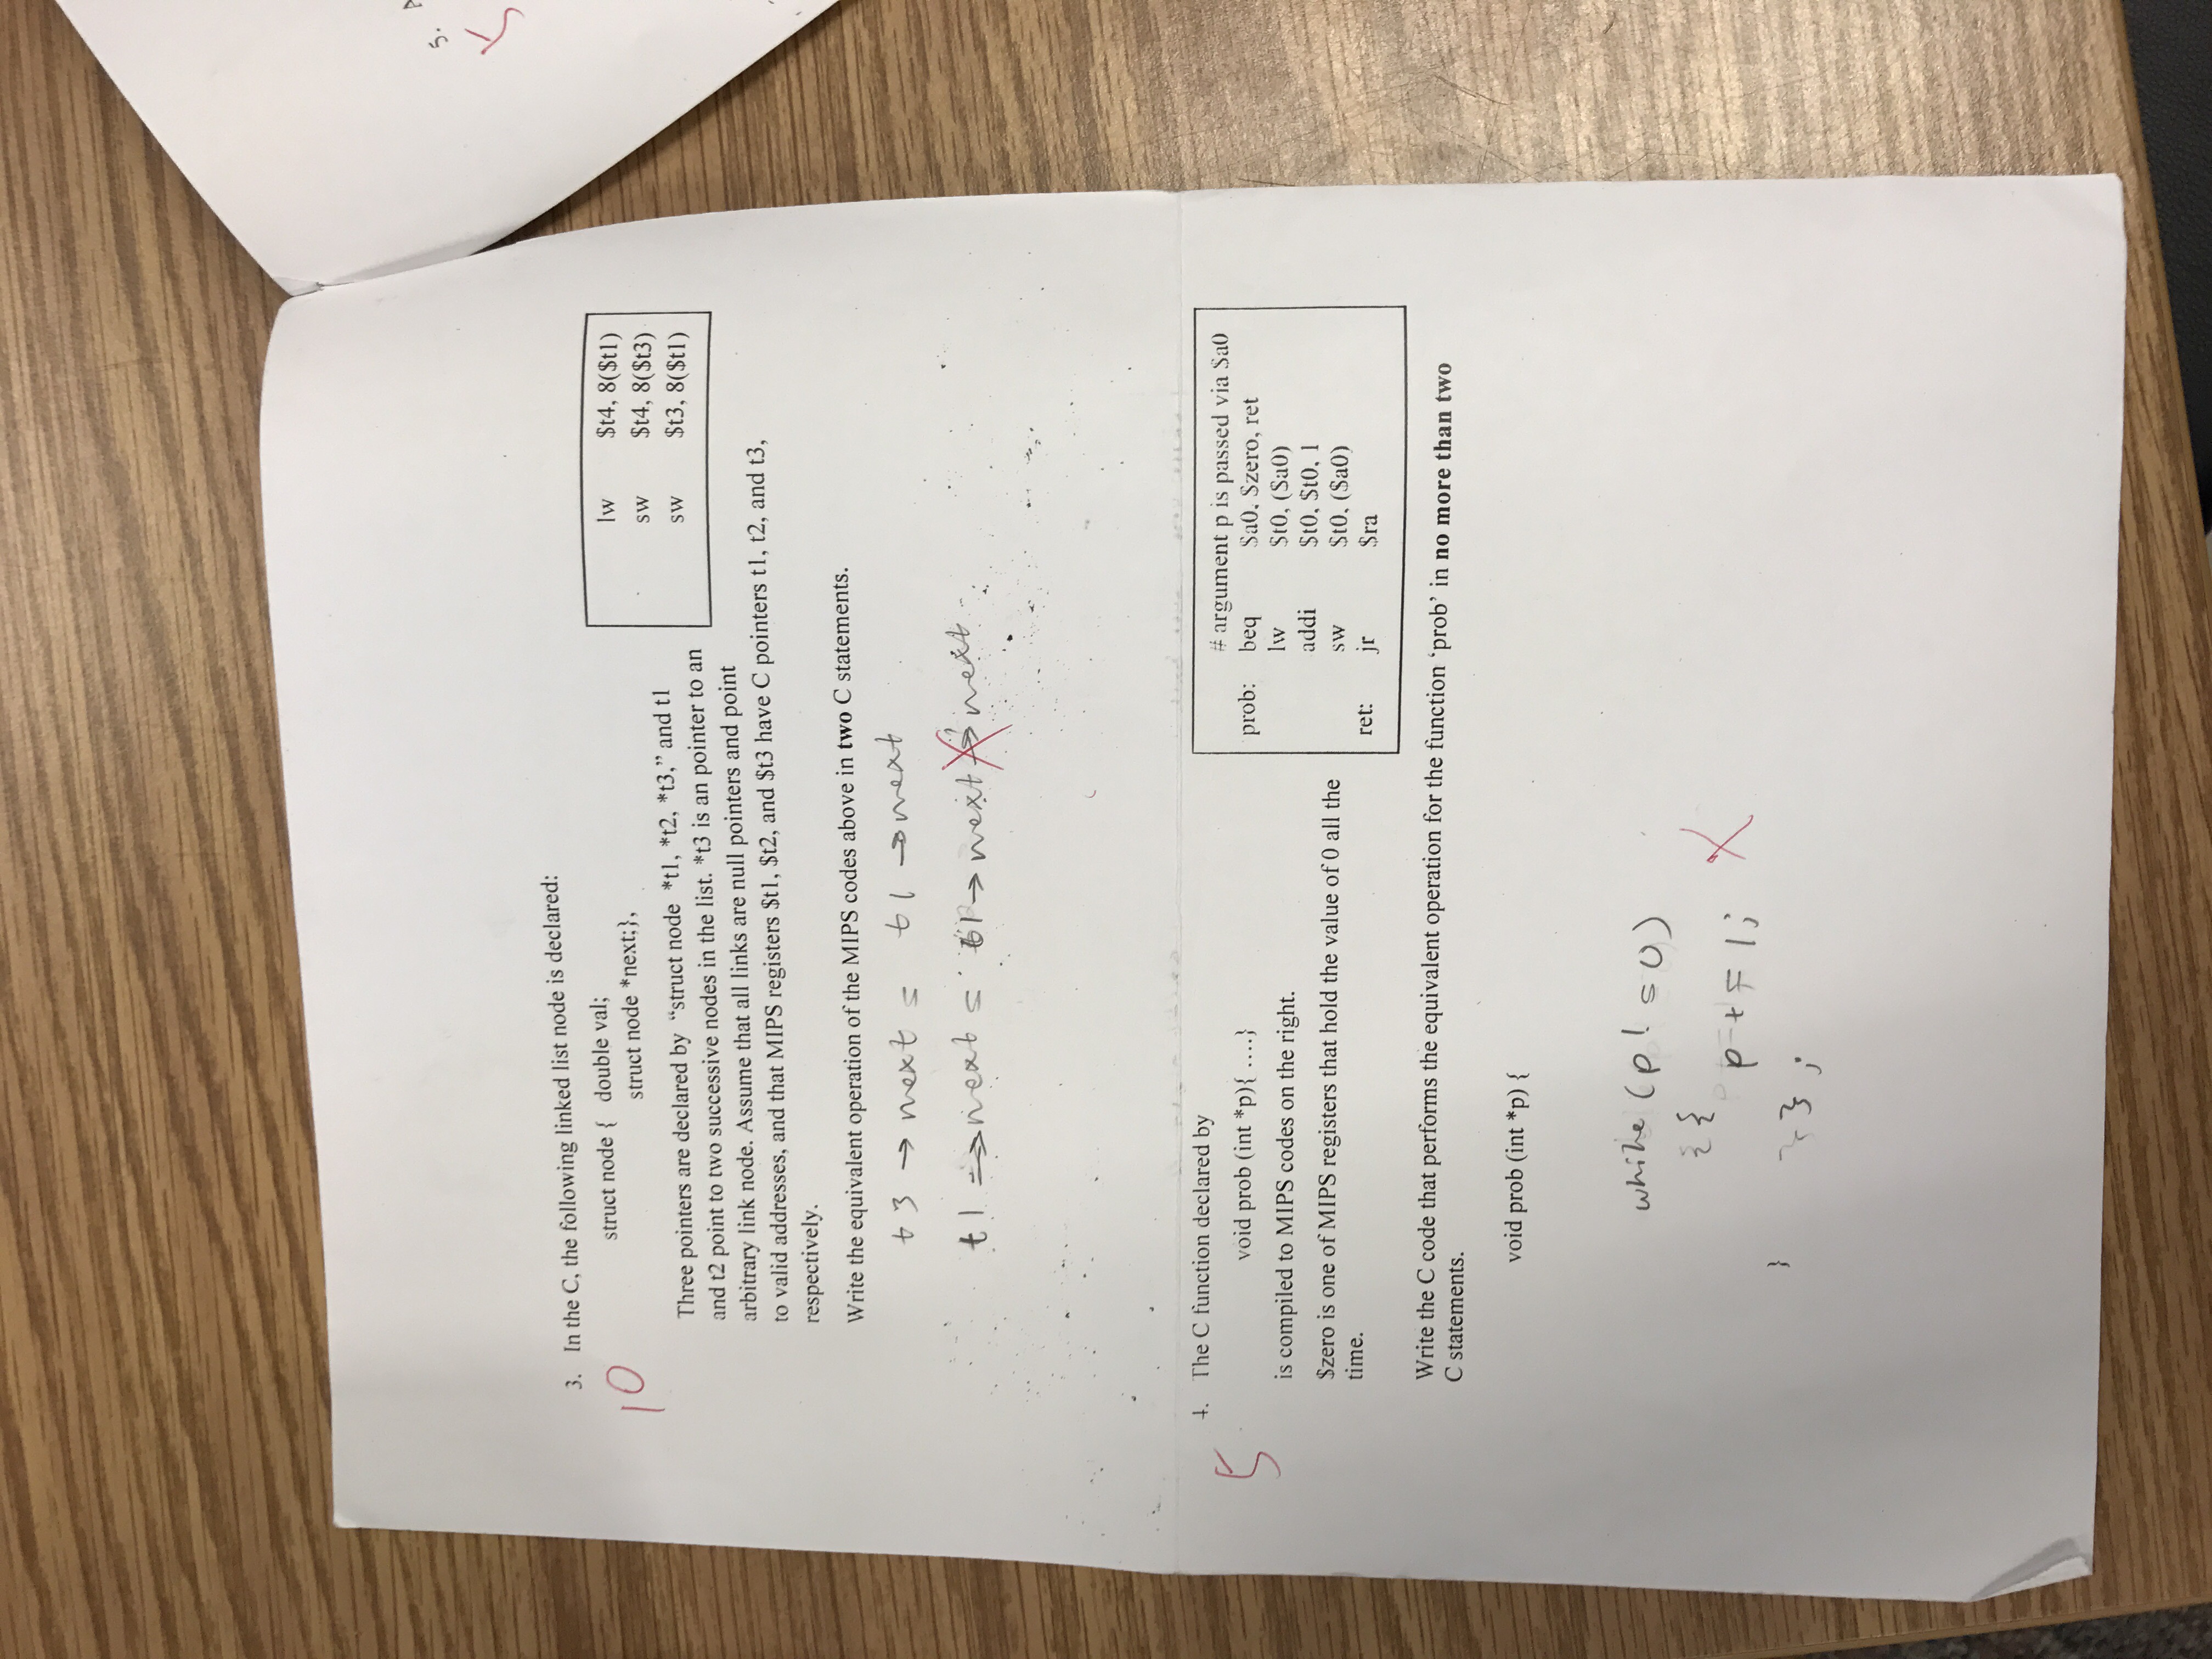 3. In the C, the following linked list node is declared:
10
struct node { double val;
struct node *next;},
lw $t4, 8($t1)
sw $t4, 8($t3)
sw $t3, 8($t1)
Three pointers are declared by “struct node *t1, *t2, *t3,” and t1
and t2 point to two successive nodes in the list. *t3 is an pointer to an
arbitrary link node. Assume that all links are null pointers and point
to valid addresses, and that MIPS registers $t1, $t2, and $t3 have C pointers t1, t2, and t3,
respectively.
Write the equivalent operation of the MIPS codes above in two C statements.
t3 → next = t1 → next
t1 → next = t1 → next → next
4. The C function declared by
5
void prob (int *p){ ....}
is compiled to MIPS codes on the right.
$zero is one of MIPS registers that hold the value of 0 all the
time.
# argument p is passed via $a0
prob: beq $a0, $zero, ret
lw $t0, ($a0)
addi $t0, $t0, 1
sw $t0, ($a0)
ret: jr $ra
Write the C code that performs the equivalent operation for the function ‘prob’ in no more than two
C statements.
void prob (int *p) {
while (p != 0)
{{
p += 1; X
}
}} ;
5. A
5